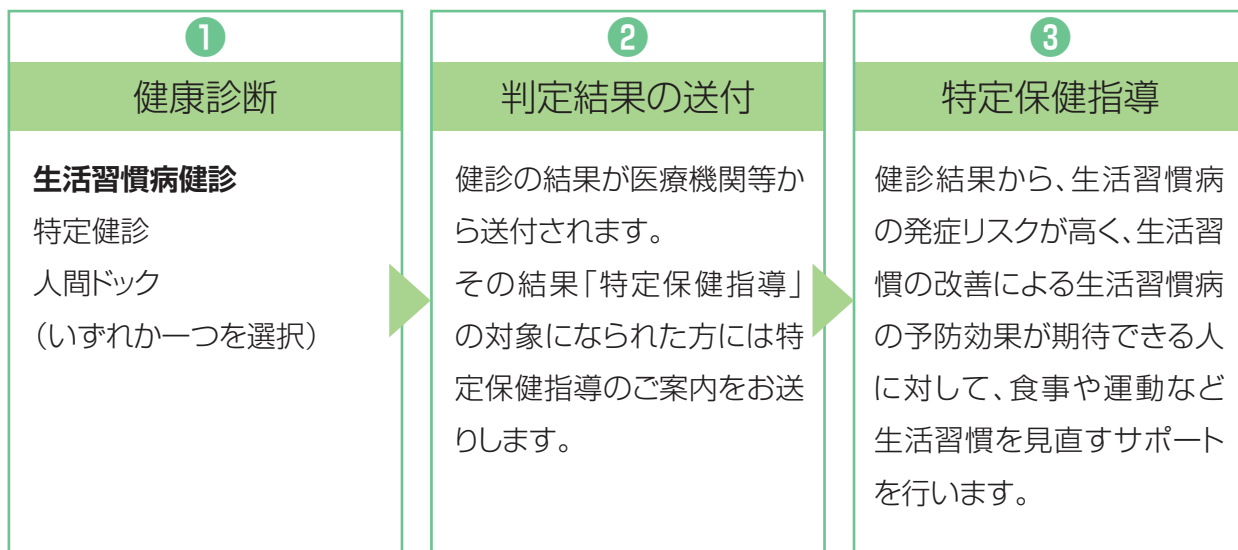 ❶
健康診断
生活習慣病健診
特定健診
人間ドック
（いずれか一つを選択）
❷
判定結果の送付
健診の結果が医療機関等か
ら送付されます。
その結果「特定保健指導」
の対象になられた方には特
定保健指導のご案内をお送
りします。
❸
特定保健指導
健診結果から、生活習慣病
の発症リスクが高く、生活習
慣の改善による生活習慣病
の予防効果が期待できる人
に対して、食事や運動など
生活習慣を見直すサポート
を行います。